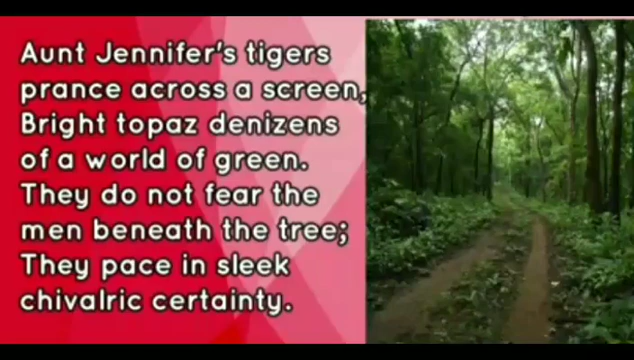 Aunt Jennifer's tigers
prance across a screen,
Bright topaz denizens
of a world of green.
They do not fear the
men beneath the tree;
They pace in sleek
chivalric certainty.